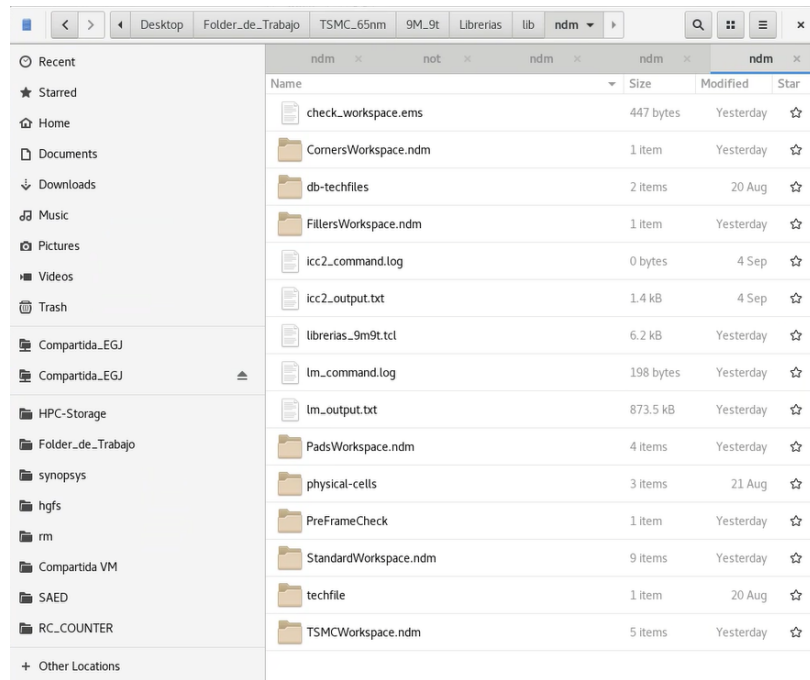 Desktop Folder_de_Trabajo TSMC_65nm 9M_9t Librerias lib ndm
ndm not ndm ndm ndm
Name Size Modified Star
Recent
Starred
Home
Documents
Downloads
Music
Pictures
Videos
Trash
Compartida_EGJ
Compartida_EGJ
HPC-Storage
Folder_de_Trabajo
synopsys
hgfs
rm
Compartida VM
SAED
RC_COUNTER
+ Other Locations
check_workspace.ems 447 bytes Yesterday
CornersWorkspace.ndm 1 item Yesterday
db-techfiles 2 items 20 Aug
FillersWorkspace.ndm 1 item Yesterday
icc2_command.log 0 bytes 4 Sep
icc2_output.txt 1.4 kB 4 Sep
librerias_9m9t.tcl 6.2 kB Yesterday
lm_command.log 198 bytes Yesterday
lm_output.txt 873.5 kB Yesterday
PadsWorkspace.ndm 4 items Yesterday
physical-cells 3 items 21 Aug
PreFrameCheck 1 item Yesterday
StandardWorkspace.ndm 9 items Yesterday
techfile 1 item 20 Aug
TSMCWorkspace.ndm 5 items Yesterday